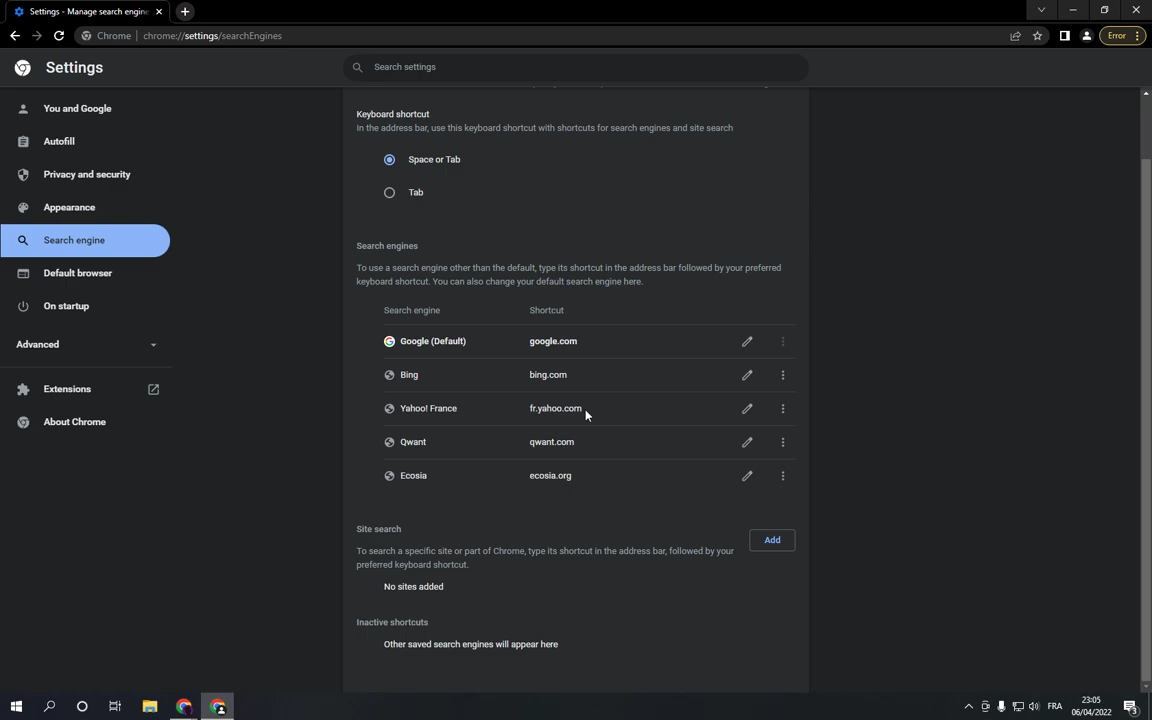 Settings - Manage search engine
Chrome
chrome://settings/searchEngines
Error
Settings
Search settings
You and Google
Autofill
Privacy and security
Appearance
Search engine
Default browser
On startup
Advanced
Extensions
About Chrome
Keyboard shortcut
In the address bar, use this keyboard shortcut with shortcuts for search engines and site search
Space or Tab
Tab
Search engines
To use a search engine other than the default, type its shortcut in the address bar followed by your preferred
keyboard shortcut. You can also change your default search engine here.
Search engine Shortcut
Google (Default) google.com
Bing bing.com
Yahoo! France fr.yahoo.com
Qwant qwant.com
Ecosia ecosia.org
Site search
Add
To search a specific site or part of Chrome, type its shortcut in the address bar, followed by your
preferred keyboard shortcut.
No sites added
Inactive shortcuts
Other saved search engines will appear here
FRA
23:05
06/04/2022
3